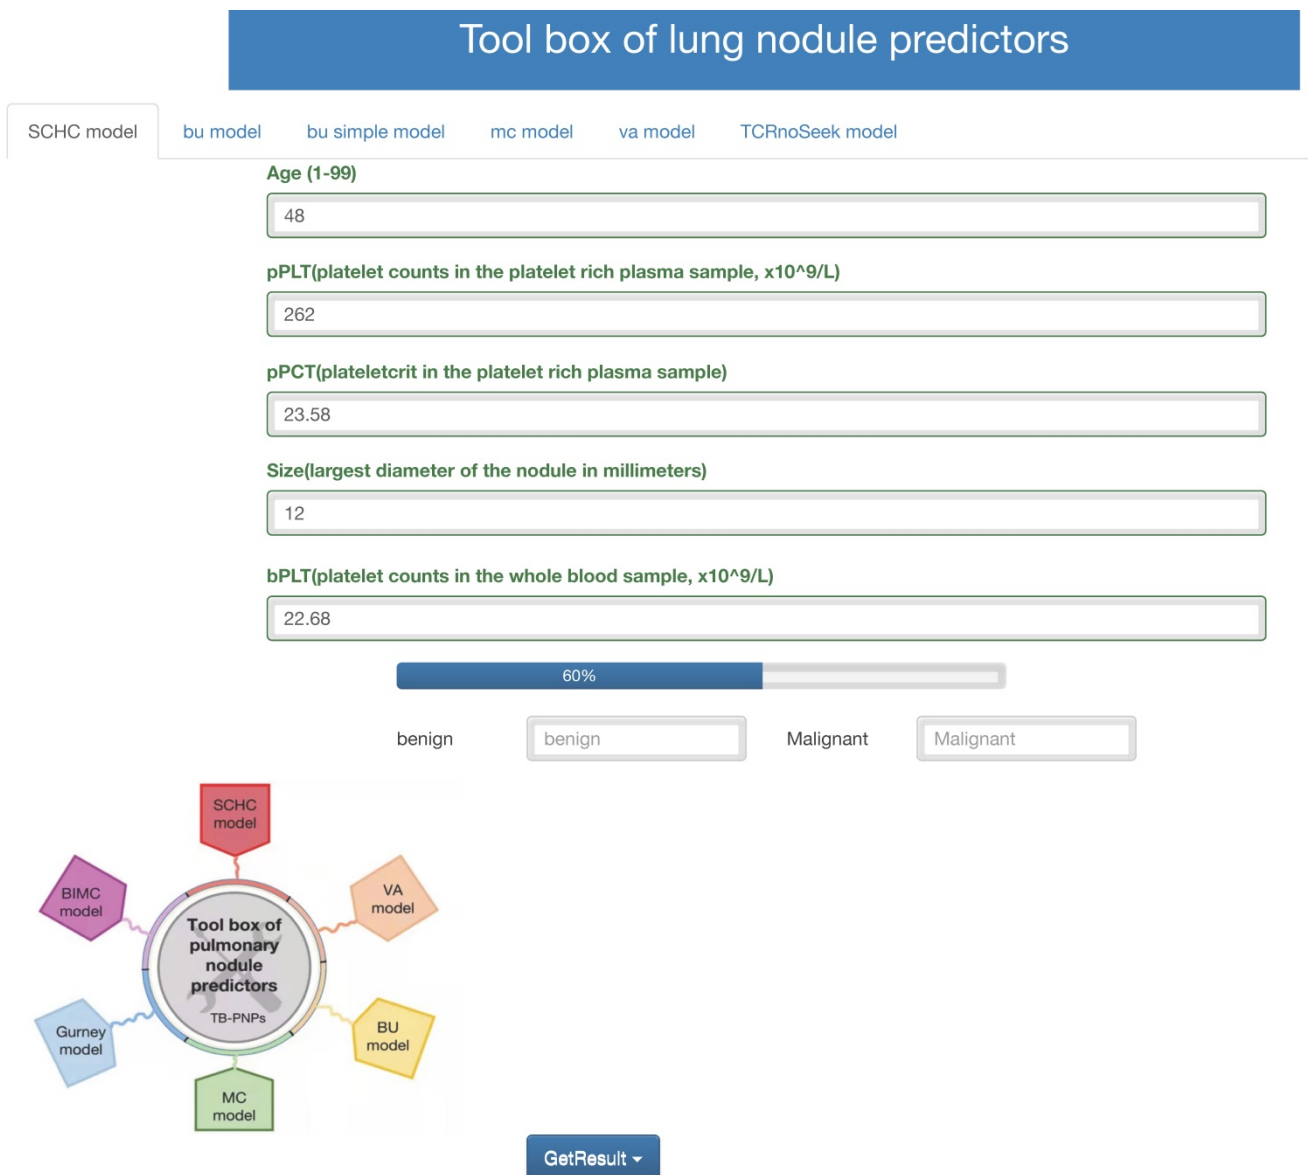 Tool box of lung nodule predictors
SCHC model bu model bu simple model mc model va model TCRnoSeek model
Age (1-99)
48
pPLT(platelet counts in the platelet rich plasma sample, x10^9/L)
262
pPCT(plateletcrit in the platelet rich plasma sample)
23.58
Size(largest diameter of the nodule in millimeters)
12
bPLT(platelet counts in the whole blood sample, x10^9/L)
22.68
60%
benign benign Malignant Malignant
SCHC
model
BIMC
model
VA
model
Tool box of
pulmonary
nodule
predictors
TB-PNPs
Gurney
model
BU
model
MC
model
GetResult